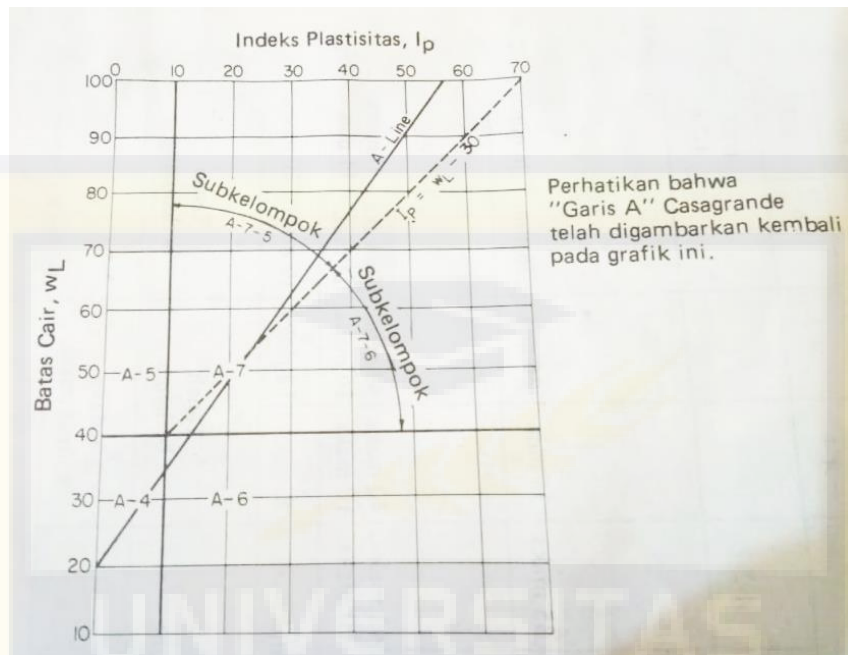 Indeks Plastisitas, Ip
0 10 20 30 40 50 60 70
100
90
80
70
60
50
40
30
20
10
Batas Cair, wL
A-Line
Ip = wL - 30
Subkelompok
A-7-5
Subkelompok
A-7-6
A-5
A-7
A-4
A-6
Perhatikan bahwa
"Garis A" Casagrande
telah digambarkan kembali
pada grafik ini.
UNIVERSITAS